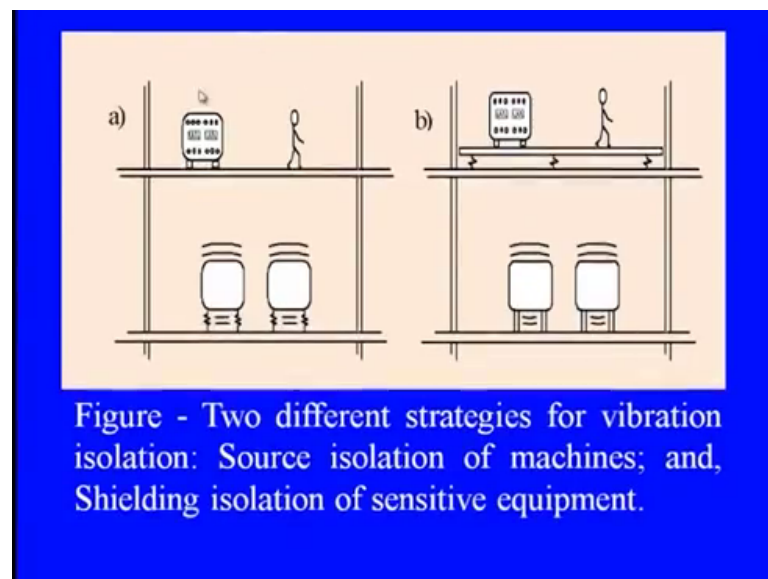 a)
b)
Figure - Two different strategies for vibration
isolation: Source isolation of machines; and,
Shielding isolation of sensitive equipment.